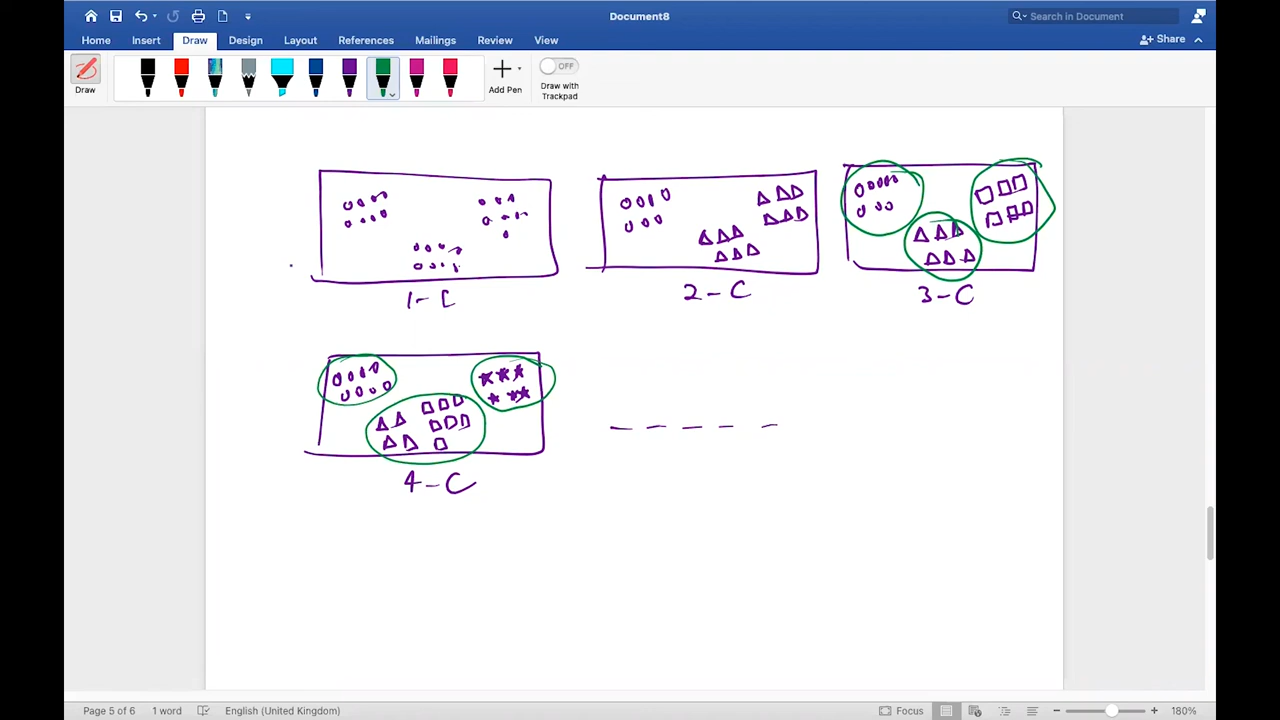 Document8
Search in Document
Home Insert Draw Design Layout References Mailings Review View
Share
Draw
Add Pen
OFF
Draw with
Trackpad
1-C
2-C
3-C
4-C
Page 5 of 6
1 word
English (United Kingdom)
Focus
180%